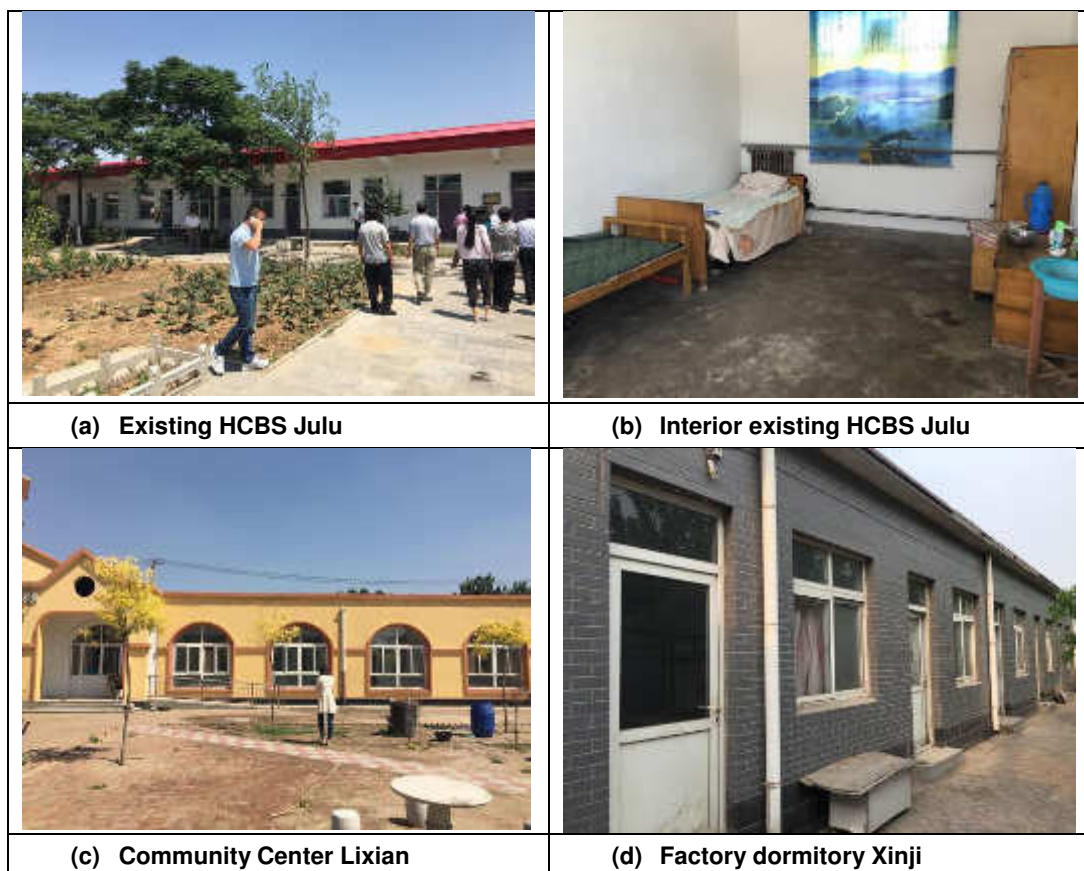 (a) Existing HCBS Julu
(b) Interior existing HCBS Julu
(c) Community Center Lixian
(d) Factory dormitory Xinji